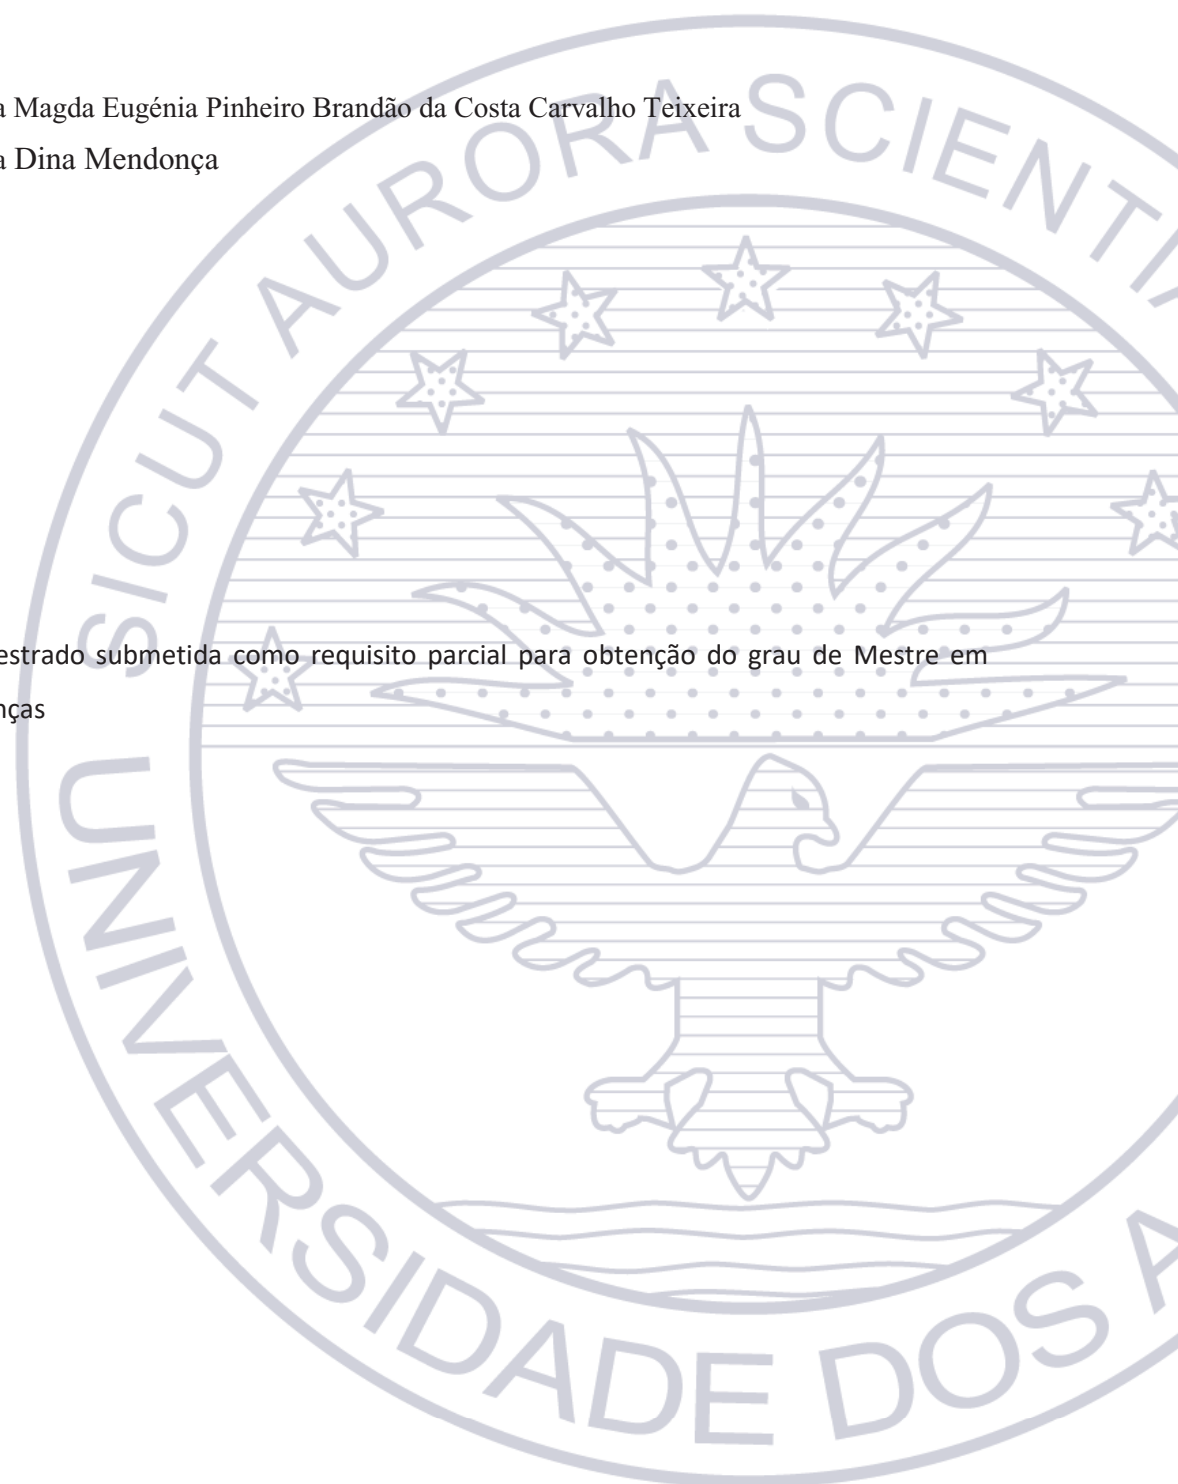 a Magda Eugénia Pinheiro Brandão da Costa Carvalho Teixeira
a Dina Mendonça
estrado submetida como requisito parcial para obtenção do grau de Mestre em
nças
SICUT AURORA SCIENTIA
UNIVERSIDADE DOS A